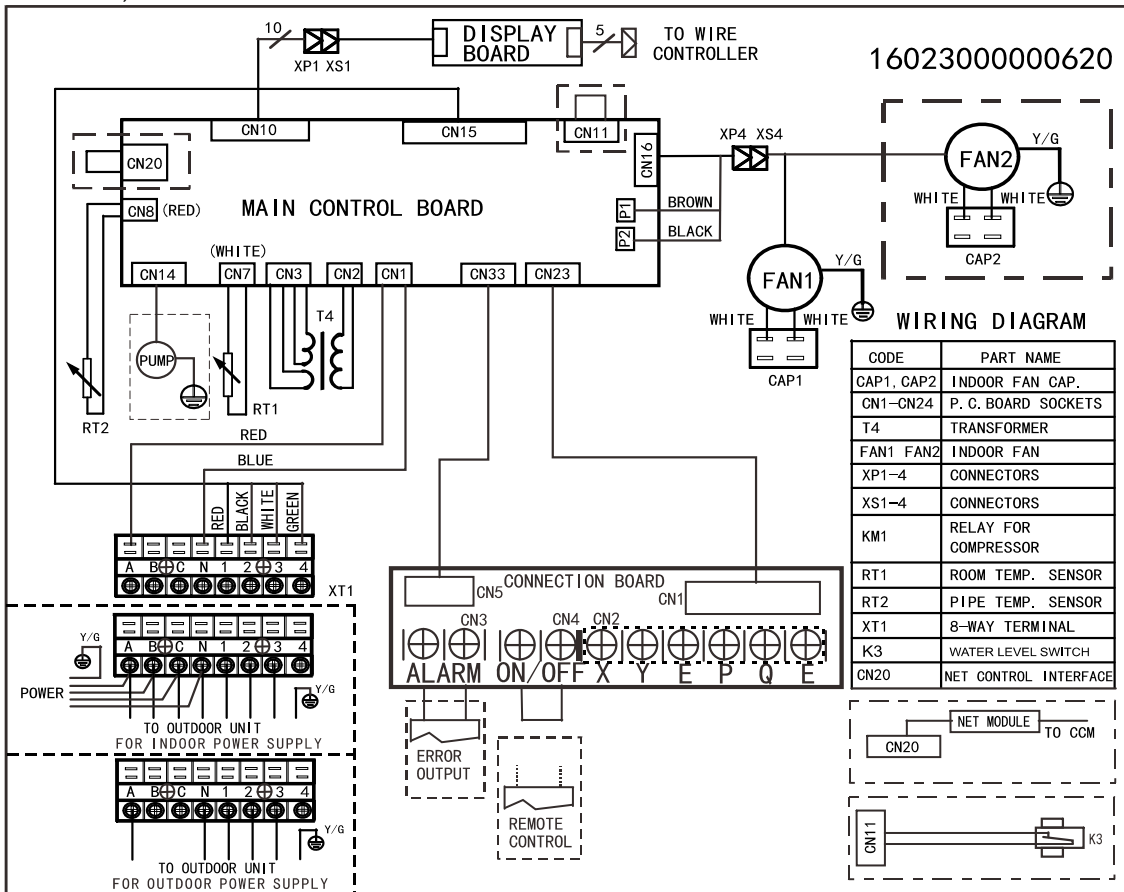 10
XP1 XS1
DISPLAY
BOARD
5
TO WIRE
CONTROLLER
16023000000620
CN10
CN15
CN11
CN20
CN16
XP4 XS4
FAN2
Y/G
WHITE
WHITE
CAP2
CN8
(RED)
MAIN CONTROL BOARD
P1
BROWN
P2
BLACK
(WHITE)
CN14
CN7
CN3
CN2
CN1
CN33
CN23
FAN1
Y/G
WHITE
WHITE
CAP1
PUMP
T4
RT2
RT1
RED
BLUE
RED
BLACK
WHITE
GREEN
A B C N 1 2 3 4
XT1
WIRING DIAGRAM
CODE PART NAME
CAP1, CAP2 INDOOR FAN CAP.
CN1-CN24 P.C.BOARD SOCKETS
T4 TRANSFORMER
FAN1 FAN2 INDOOR FAN
XP1-4 CONNECTORS
XS1-4 CONNECTORS
KM1 RELAY FOR
COMPRESSOR
RT1 ROOM TEMP. SENSOR
RT2 PIPE TEMP. SENSOR
XT1 8-WAY TERMINAL
K3 WATER LEVEL SWITCH
CN20 NET CONTROL INTERFACE
CN5
CONNECTION BOARD
CN1
CN3
CN4
CN2
ALARM ON/OFF X Y E P Q E
ERROR
OUTPUT
REMOTE
CONTROL
Y/G
A B C N 1 2 3 4
POWER
Y/G
TO OUTDOOR UNIT
FOR INDOOR POWER SUPPLY
A B C N 1 2 3 4
Y/G
TO OUTDOOR UNIT
FOR OUTDOOR POWER SUPPLY
NET MODULE
TO CCM
CN20
CN11
K3